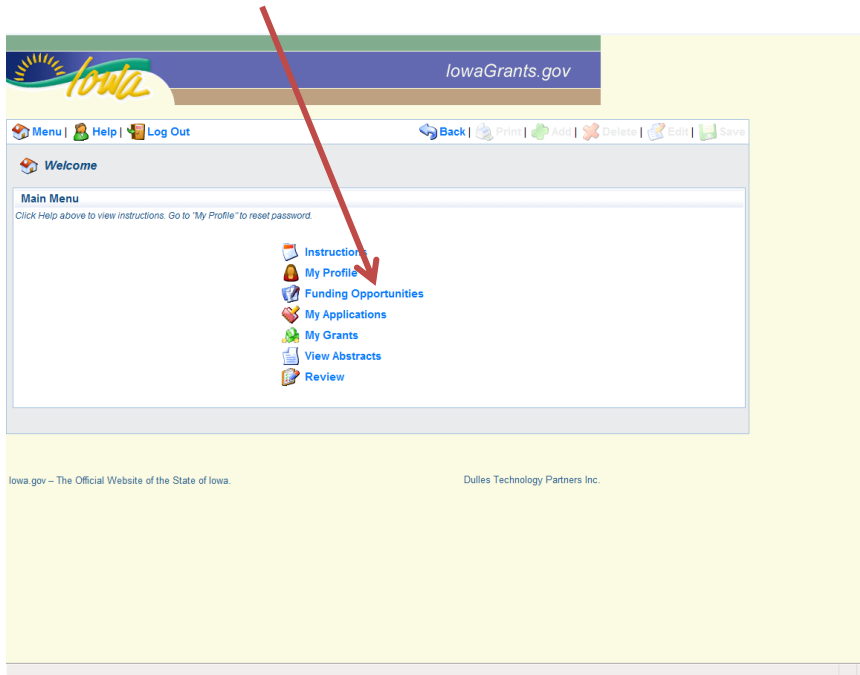 Iowa
IowaGrants.gov
Menu | Help | Log Out
Back | Print | Add | Delete | Edit | Save
Welcome
Main Menu
Click Help above to view instructions. Go to "My Profile" to reset password.
Instructions
My Profile
Funding Opportunities
My Applications
My Grants
View Abstracts
Review
Iowa.gov – The Official Website of the State of Iowa.
Dulles Technology Partners Inc.